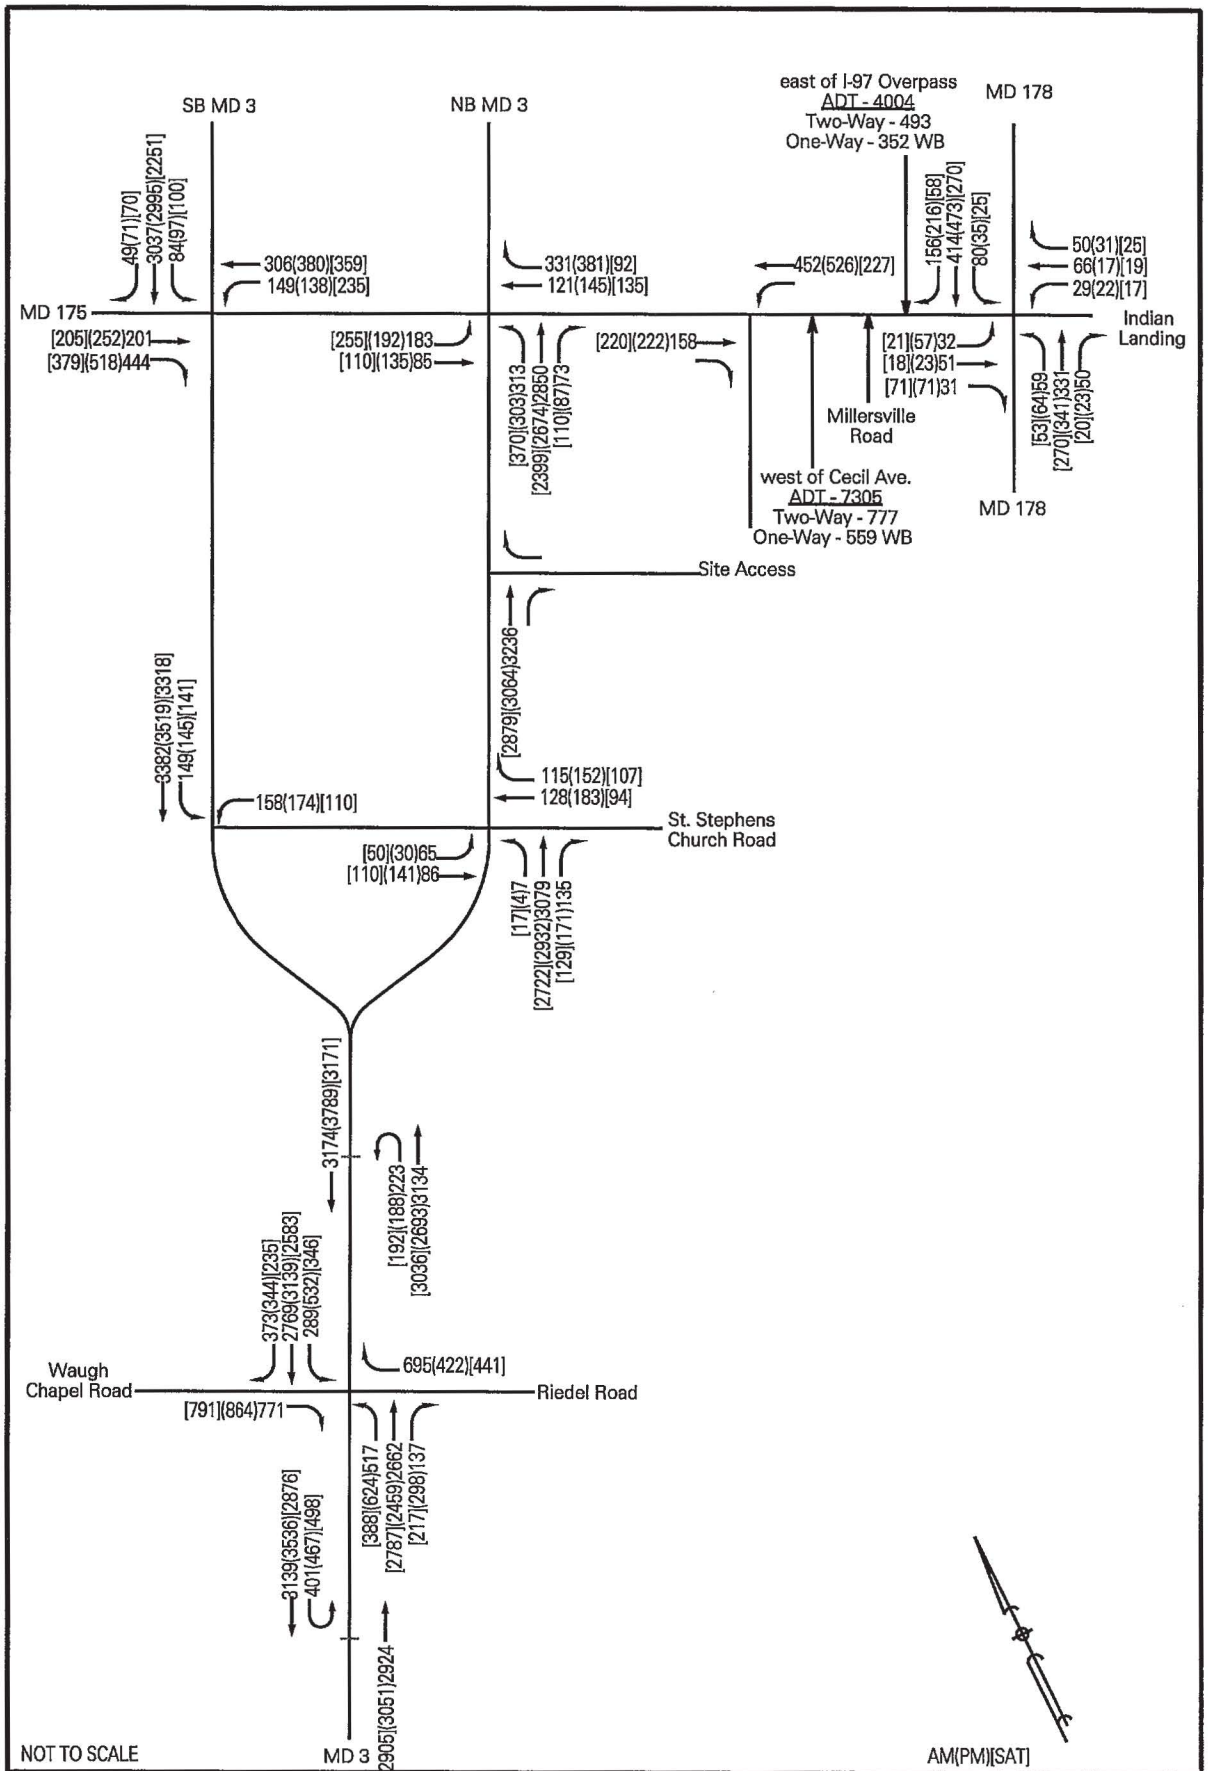 east of I-97 Overpass
ADT - 4004
Two-Way - 493
One-Way - 352 WB
SB MD 3
NB MD 3
MD 178
49(71)[70]
3037(2995)[2251]
84(97)[100]
156(216)[58]
414(473)[270]
80(35)[25]
306(380)[359]
149(138)[235]
331(381)[92]
121(145)[135]
452(526)[227]
50(31)[25]
66(17)[19]
29(22)[17]
MD 175
Indian
Landing
[205](252)201
[379](518)444
[255](192)183
[110](135)85
[370](303)313
[2399](2674)2850
[110](87)73
[220](222)158
[21](57)32
[18](23)51
[71](71)31
Millersville
Road
[53](64)59
[270](341)331
[20](23)50
west of Cecil Ave.
ADT - 7305
Two-Way - 777
One-Way - 559 WB
MD 178
Site Access
[2879](3064)3236
3382(3519)[3318]
149(145)[141]
115(152)[107]
128(183)[94]
158(174)[110]
St. Stephens
Church Road
[50](30)65
[110](141)86
[17](4)7
[2722](2932)3079
[129](171)135
3174(3789)[3171]
[192](188)223
[3036](2693)3134
373(344)[235]
2769(3139)[2583]
289(532)[346]
695(422)[441]
Waugh
Chapel Road
Riedel Road
[791](864)771
[388](624)517
[2787](2459)2662
[217](298)137
3139(3536)[2876]
401(467)[498]
2905](3051)2924
NOT TO SCALE
MD 3
AM(PM)[SAT]